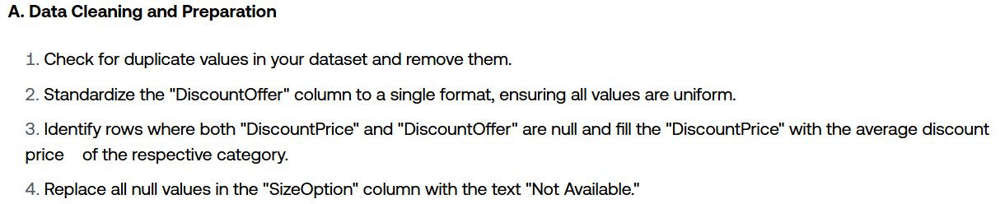 A. Data Cleaning and Preparation
1. Check for duplicate values in your dataset and remove them.
2. Standardize the "DiscountOffer" column to a single format, ensuring all values are uniform.
3. Identify rows where both "DiscountPrice" and "DiscountOffer" are null and fill the "DiscountPrice" with the average discount
price of the respective category.
4. Replace all null values in the "SizeOption" column with the text "Not Available."